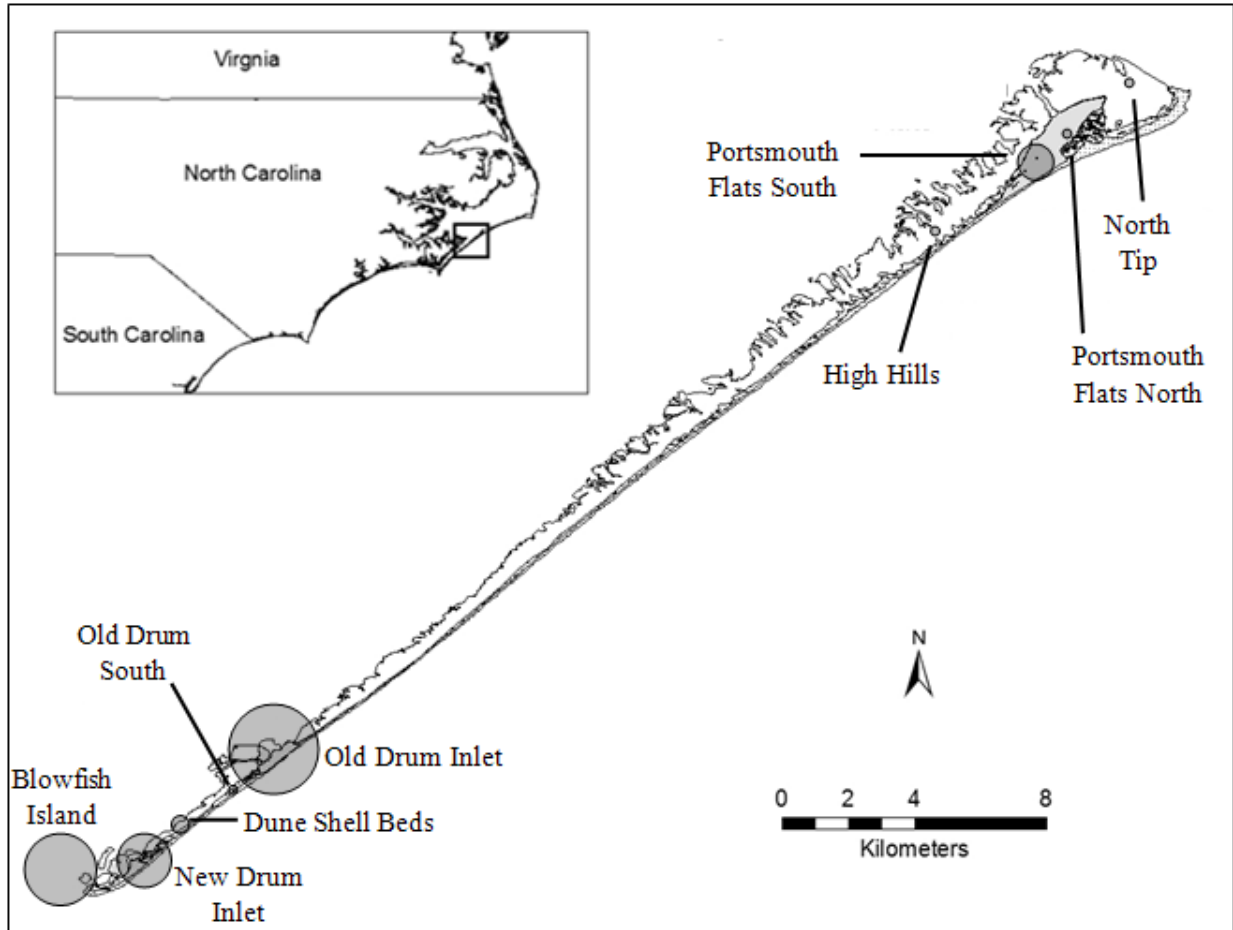 Virgnia
North Carolina
South Carolina
Portsmouth
Flats South
North
Tip
High Hills
Portsmouth
Flats North
N
Old Drum
South
Old Drum Inlet
Blowfish
Island
Dune Shell Beds
New Drum
Inlet
0 2 4 8
Kilometers